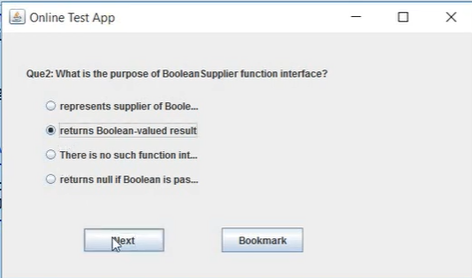 Online Test App
Que2: What is the purpose of BooleanSupplier function interface?
represents supplier of Boole...
returns Boolean-valued result
There is no such function int...
returns null if Boolean is pas...
Next
Bookmark